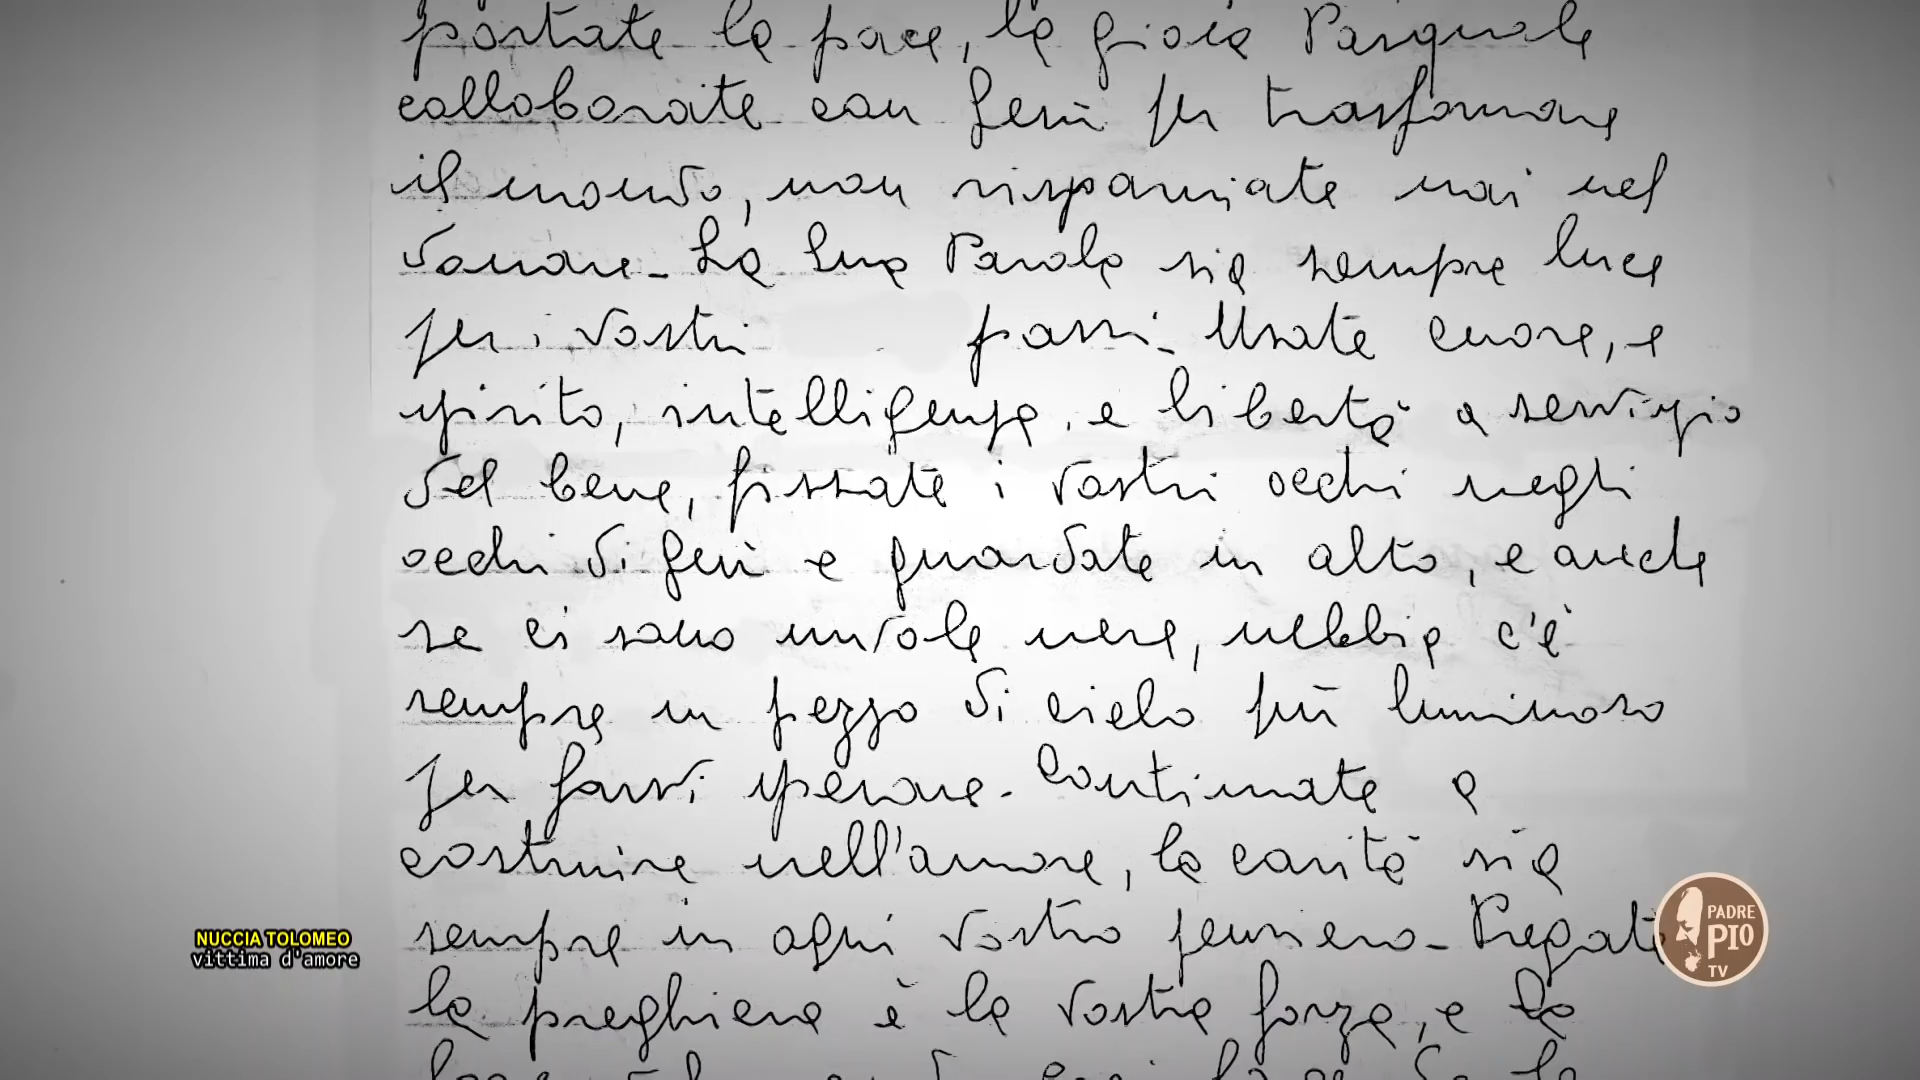 portate la pace, la gioia Pasquale
collaborate con Gesù per trasformare
il mondo, non risparmiate mai nel
donare - La Sua Parola sia sempre luce
per i vostri passi - Usate cuore, e
spirito, intelligenza, e libertà a servizio
del bene, fissate i vostri occhi negli
occhi di Gesù e guardate in alto, e anche
se ci sono nuvole nere, nebbia c'è
sempre un pezzo di cielo più luminoso
per farvi sperare - Continuate a
costruire nell'amore, la carità sia
sempre in ogni vostro pensiero - Pregate
la preghiera è la vostra forza, e la
NUCCIA TOLOMEO
vittima d'amore
PADRE
PIO
TV